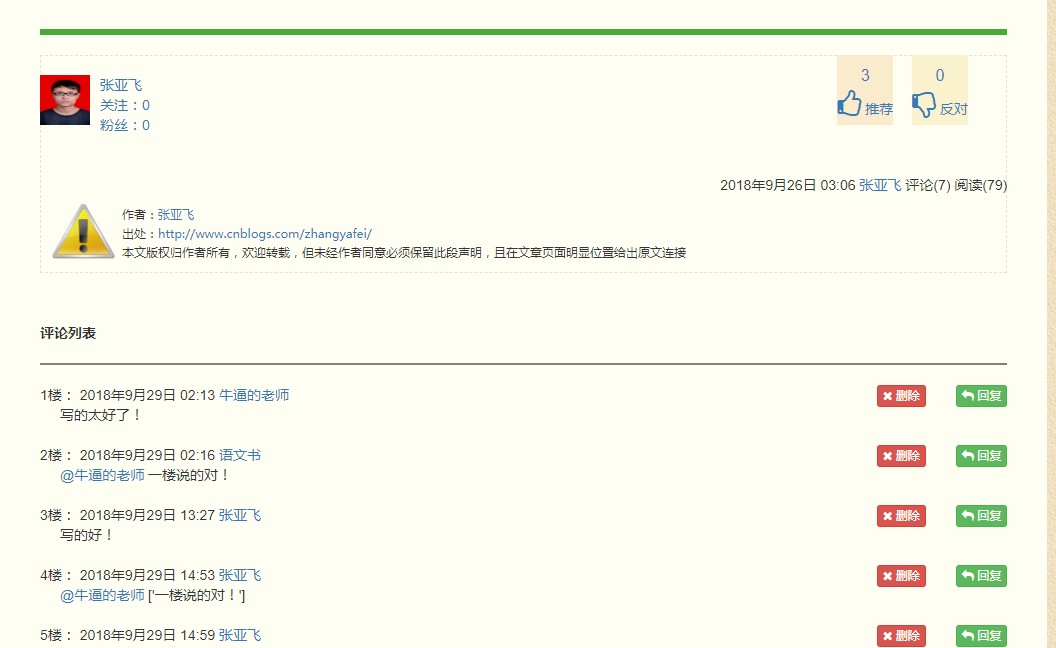 张亚飞
关注：0
粉丝：0
3
推荐
0
反对
2018年9月26日 03:06 张亚飞 评论(7) 阅读(79)
作者：张亚飞
出处：http://www.cnblogs.com/zhangyafei/
本文版权归作者所有，欢迎转载，但未经作者同意必须保留此段声明，且在文章页面明显位置给出原文连接
评论列表
1楼： 2018年9月29日 02:13 牛逼的老师 删除 回复
写的太好了！
2楼： 2018年9月29日 02:16 语文书 删除 回复
@牛逼的老师 一楼说的对！
3楼： 2018年9月29日 13:27 张亚飞 删除 回复
写的好！
4楼： 2018年9月29日 14:53 张亚飞 删除 回复
@牛逼的老师 ['一楼说的对！']
5楼： 2018年9月29日 14:59 张亚飞 删除 回复